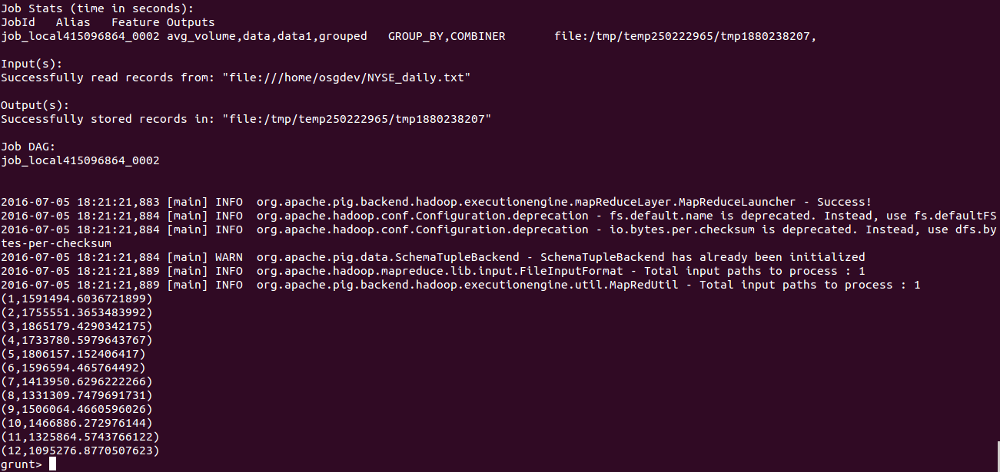 Job Stats (time in seconds):
JobId   Alias   Feature Outputs
job_local415096864_0002 avg_volume,data,data1,grouped   GROUP_BY,COMBINER       file:/tmp/temp250222965/tmp1880238207,
Input(s):
Successfully read records from: "file:///home/osgdev/NYSE_daily.txt"
Output(s):
Successfully stored records in: "file:/tmp/temp250222965/tmp1880238207"
Job DAG:
job_local415096864_0002
2016-07-05 18:21:21,883 [main] INFO  org.apache.pig.backend.hadoop.executionengine.mapReduceLayer.MapReduceLauncher - Success!
2016-07-05 18:21:21,884 [main] INFO  org.apache.hadoop.conf.Configuration.deprecation - fs.default.name is deprecated. Instead, use fs.defaultFS
2016-07-05 18:21:21,884 [main] INFO  org.apache.hadoop.conf.Configuration.deprecation - io.bytes.per.checksum is deprecated. Instead, use dfs.by
tes-per-checksum
2016-07-05 18:21:21,884 [main] WARN  org.apache.pig.data.SchemaTupleBackend - SchemaTupleBackend has already been initialized
2016-07-05 18:21:21,889 [main] INFO  org.apache.hadoop.mapreduce.lib.input.FileInputFormat - Total input paths to process : 1
2016-07-05 18:21:21,889 [main] INFO  org.apache.pig.backend.hadoop.executionengine.util.MapRedUtil - Total input paths to process : 1
(1,1591494.6036721899)
(2,1755551.3653483992)
(3,1865179.4290342175)
(4,1733780.5979643767)
(5,1806157.152406417)
(6,1596594.465764492)
(7,1413950.6296222266)
(8,1331309.7479691731)
(9,1506064.4660596026)
(10,1466886.272976144)
(11,1325864.5743766122)
(12,1095276.8770507623)
grunt>